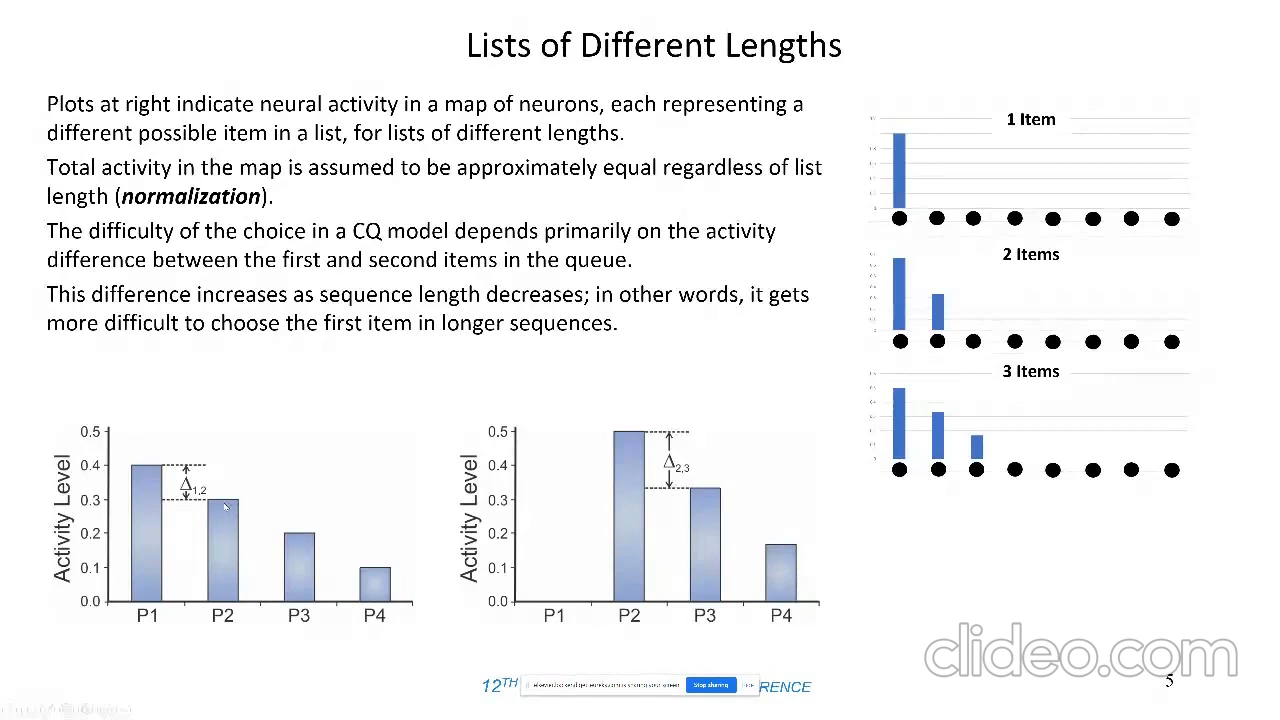 Lists of Different Lengths
Plots at right indicate neural activity in a map of neurons, each representing a
different possible item in a list, for lists of different lengths.
Total activity in the map is assumed to be approximately equal regardless of list
length (normalization).
The difficulty of the choice in a CQ model depends primarily on the activity
difference between the first and second items in the queue.
This difference increases as sequence length decreases; in other words, it gets
more difficult to choose the first item in longer sequences.
1 Item
2 Items
3 Items
Activity Level
0.5
0.4
0.3
0.2
0.1
0.0
Δ1,2
P1 P2 P3 P4
Activity Level
0.5
0.4
0.3
0.2
0.1
0.0
Δ2,3
P1 P2 P3 P4
clideo.com
12TH
is sharing your screen
Stop sharing
Hide
RENCE
5